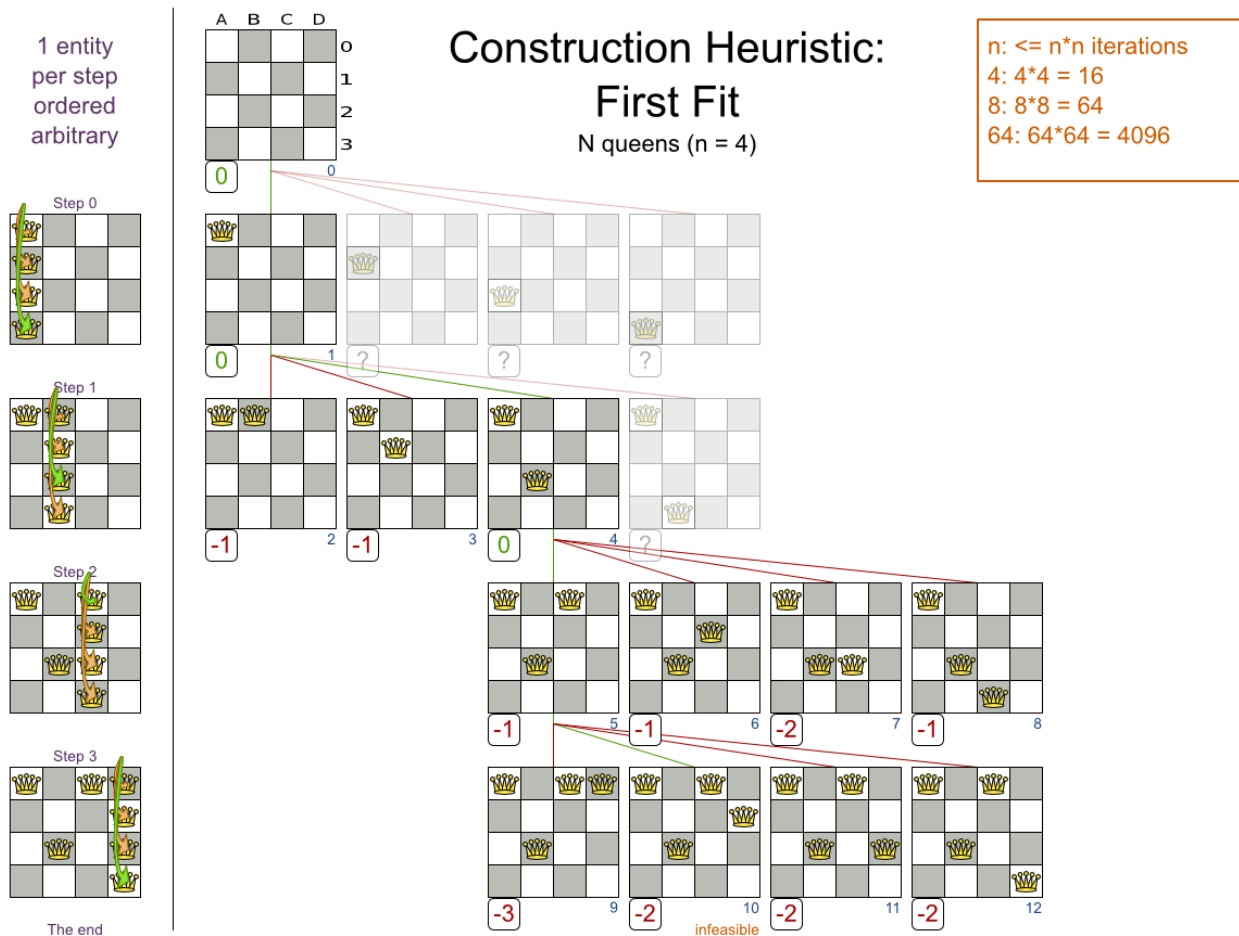 1 entity
per step
ordered
arbitrary
A B C D
0
1
2
3
Construction Heuristic:
First Fit
N queens (n = 4)
n: <= n*n iterations
4: 4*4 = 16
8: 8*8 = 64
64: 64*64 = 4096
0 0
Step 0
0 1 ? ? ?
Step 1
-1 2 -1 3 0 4 ?
Step 2
-1 5 -1 6 -2 7 -1 8
Step 3
-3 9 -2 10 -2 11 -2 12
The end
infeasible